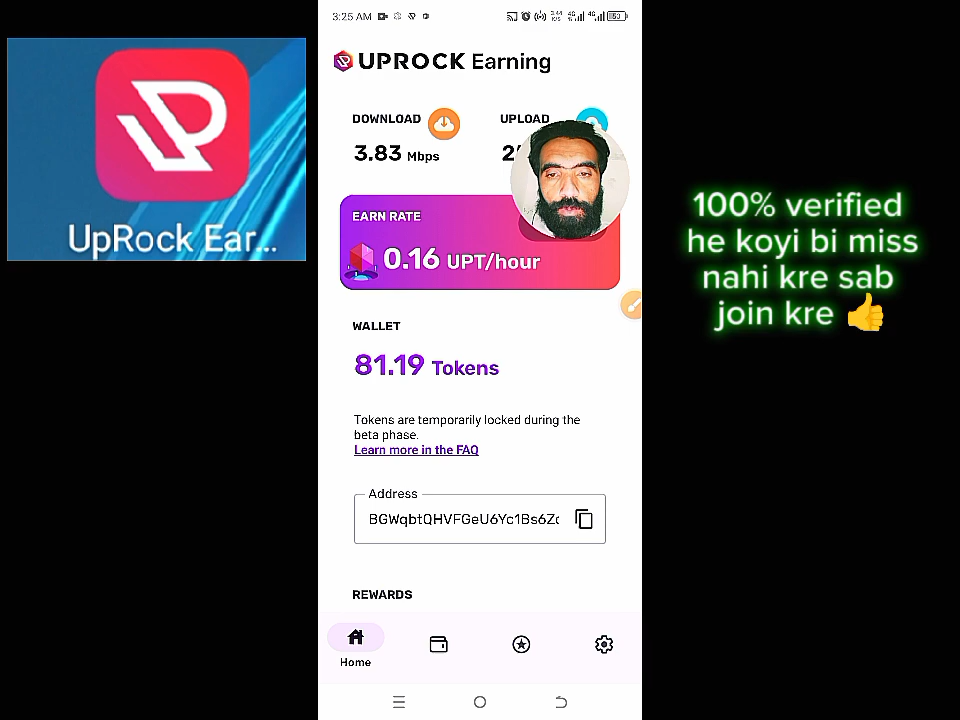 3:25 AM
UPROCK Earning
DOWNLOAD
UPLOAD
3.83 Mbps
EARN RATE
0.16 UPT/hour
WALLET
81.19 Tokens
Tokens are temporarily locked during the
beta phase.
Learn more in the FAQ
Address
BGWqbtQHVFGeU6Yc1Bs6Z
REWARDS
Home
UpRock Ear...
100% verified
he koyi bi miss
nahi kre sab
join kre 👍